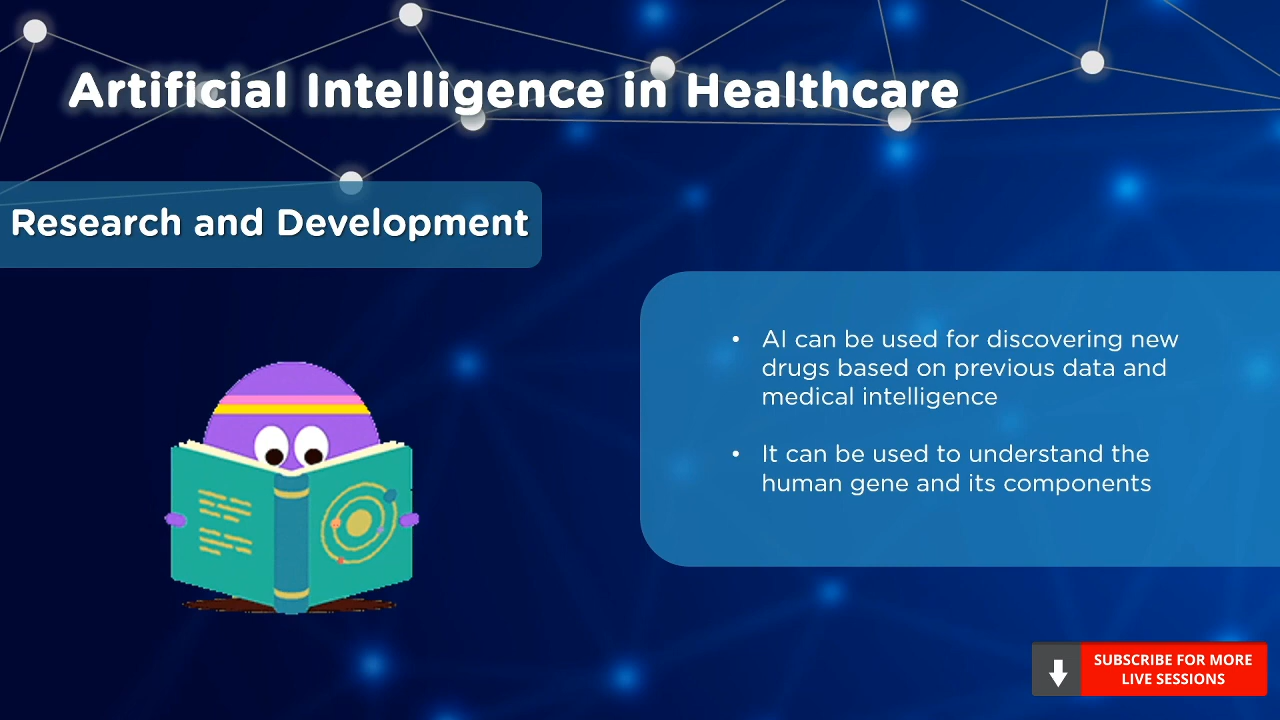 Artificial Intelligence in Healthcare
Research and Development
• AI can be used for discovering new
drugs based on previous data and
medical intelligence
• It can be used to understand the
human gene and its components
SUBSCRIBE FOR MORE
LIVE SESSIONS